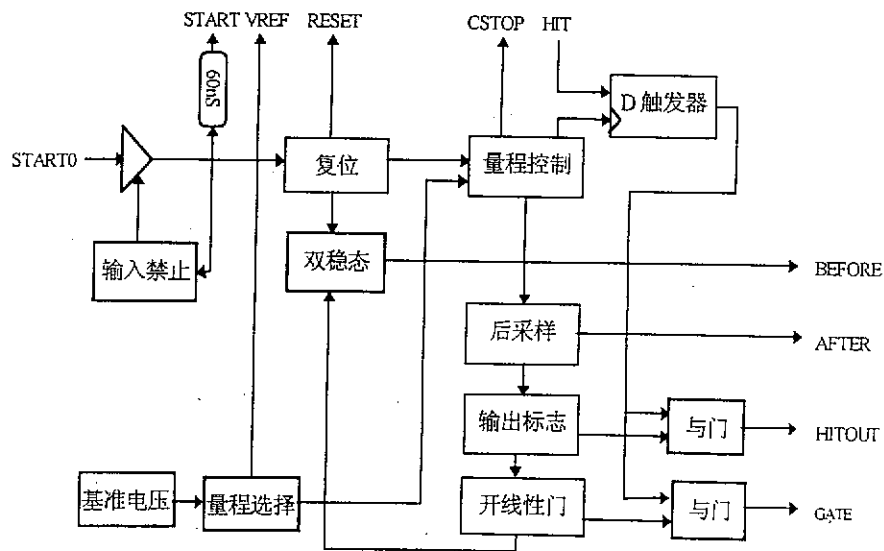 START VREF RESET CSTOP HIT
60nS
D 触发器
START0
复位
量程控制
输入禁止
双稳态
BEFORE
后采样
AFTER
输出标志
与门
HITOUT
基准电压
量程选择
开线性门
与门
GATE